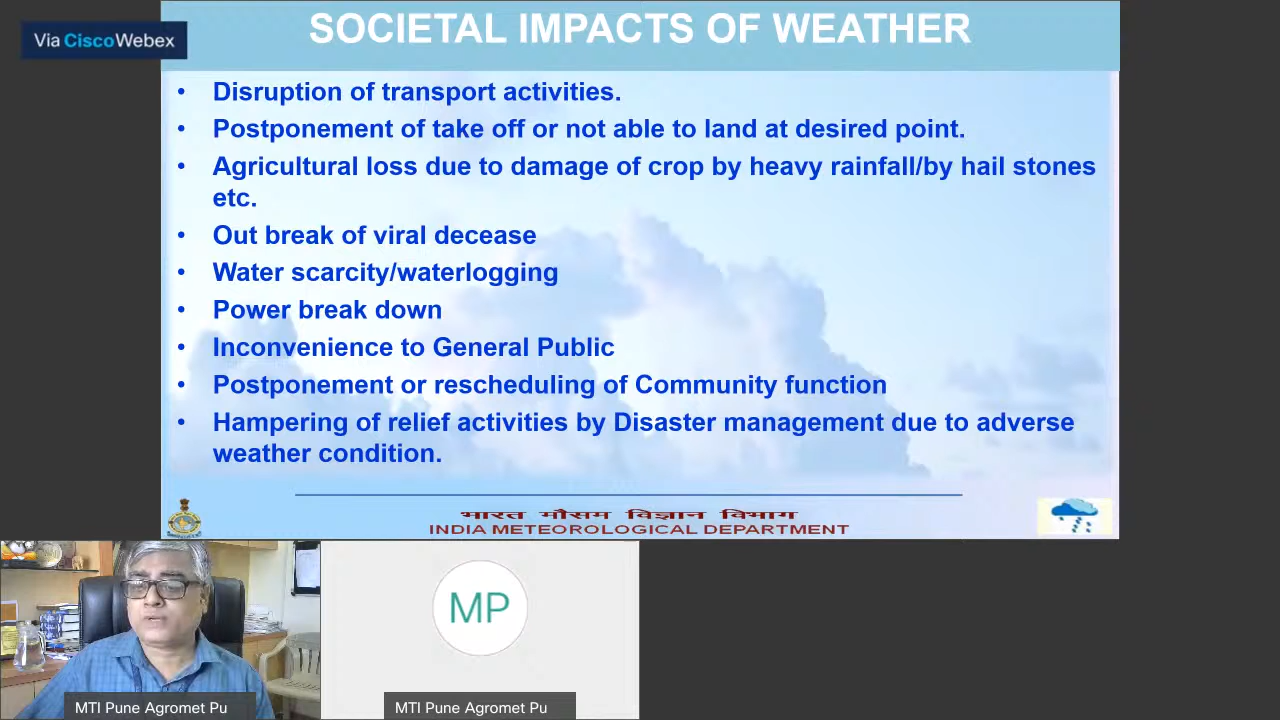 SOCIETAL IMPACTS OF WEATHER
Via Cisco Webex
• Disruption of transport activities.
• Postponement of take off or not able to land at desired point.
• Agricultural loss due to damage of crop by heavy rainfall/by hail stones
etc.
• Out break of viral decease
• Water scarcity/waterlogging
• Power break down
• Inconvenience to General Public
• Postponement or rescheduling of Community function
• Hampering of relief activities by Disaster management due to adverse
weather condition.
भारत मौसम विज्ञान विभाग
INDIA METEOROLOGICAL DEPARTMENT
MP
MTI Pune Agromet Pu
MTI Pune Agromet Pu